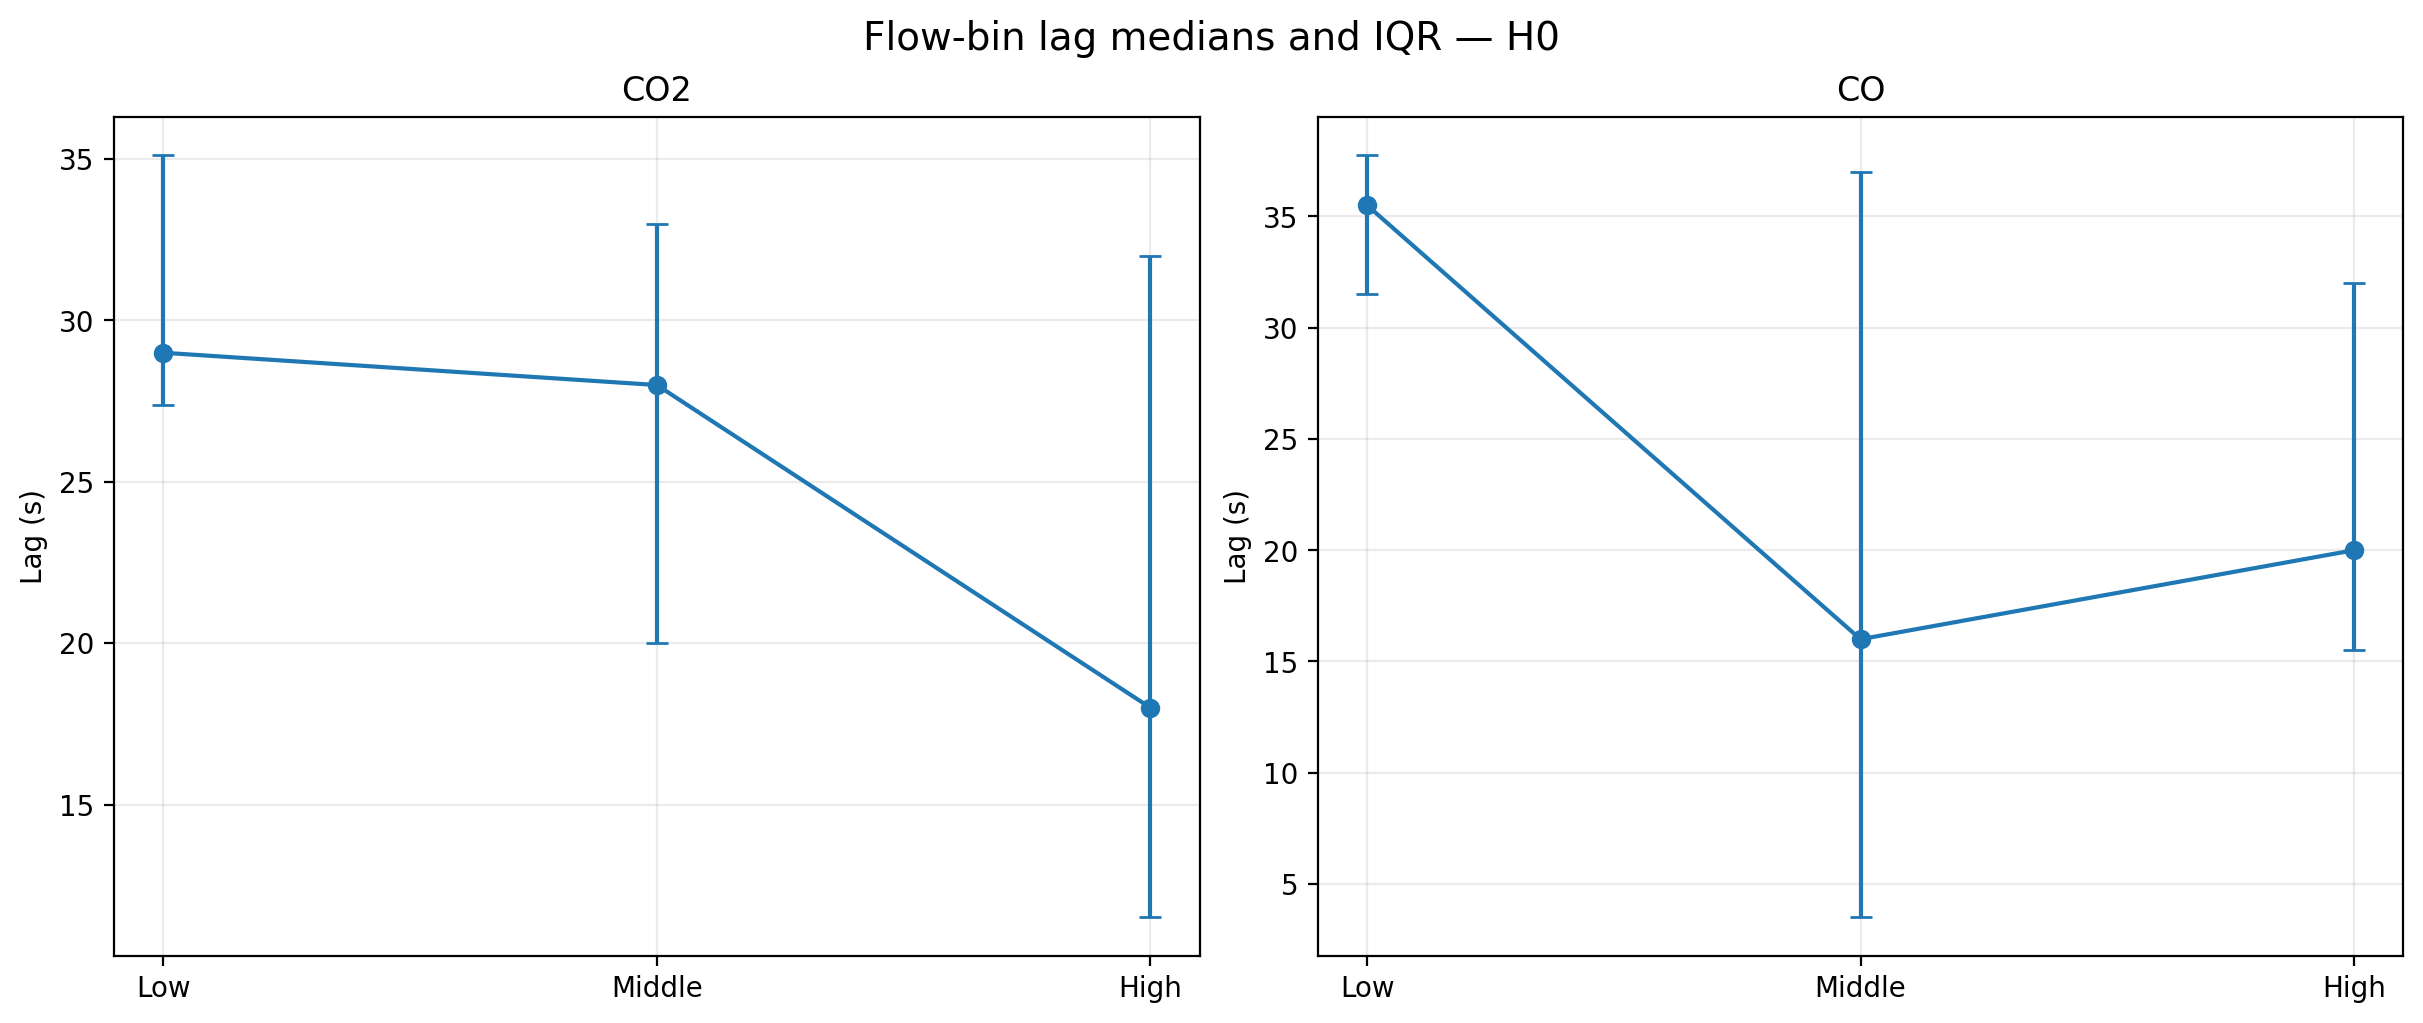 Flow-bin lag medians and IQR — H0
CO2
35
30
25
20
15
Lag (s)
Low Middle High
CO
35
30
25
20
15
10
5
Lag (s)
Low Middle High